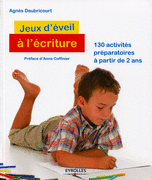 Agnès Daubricourt
Jeux d'éveil
à l'écriture
Préface d'Anne Coffinier
130 activités
préparatoires
à partir de 2 ans
EYROLLES